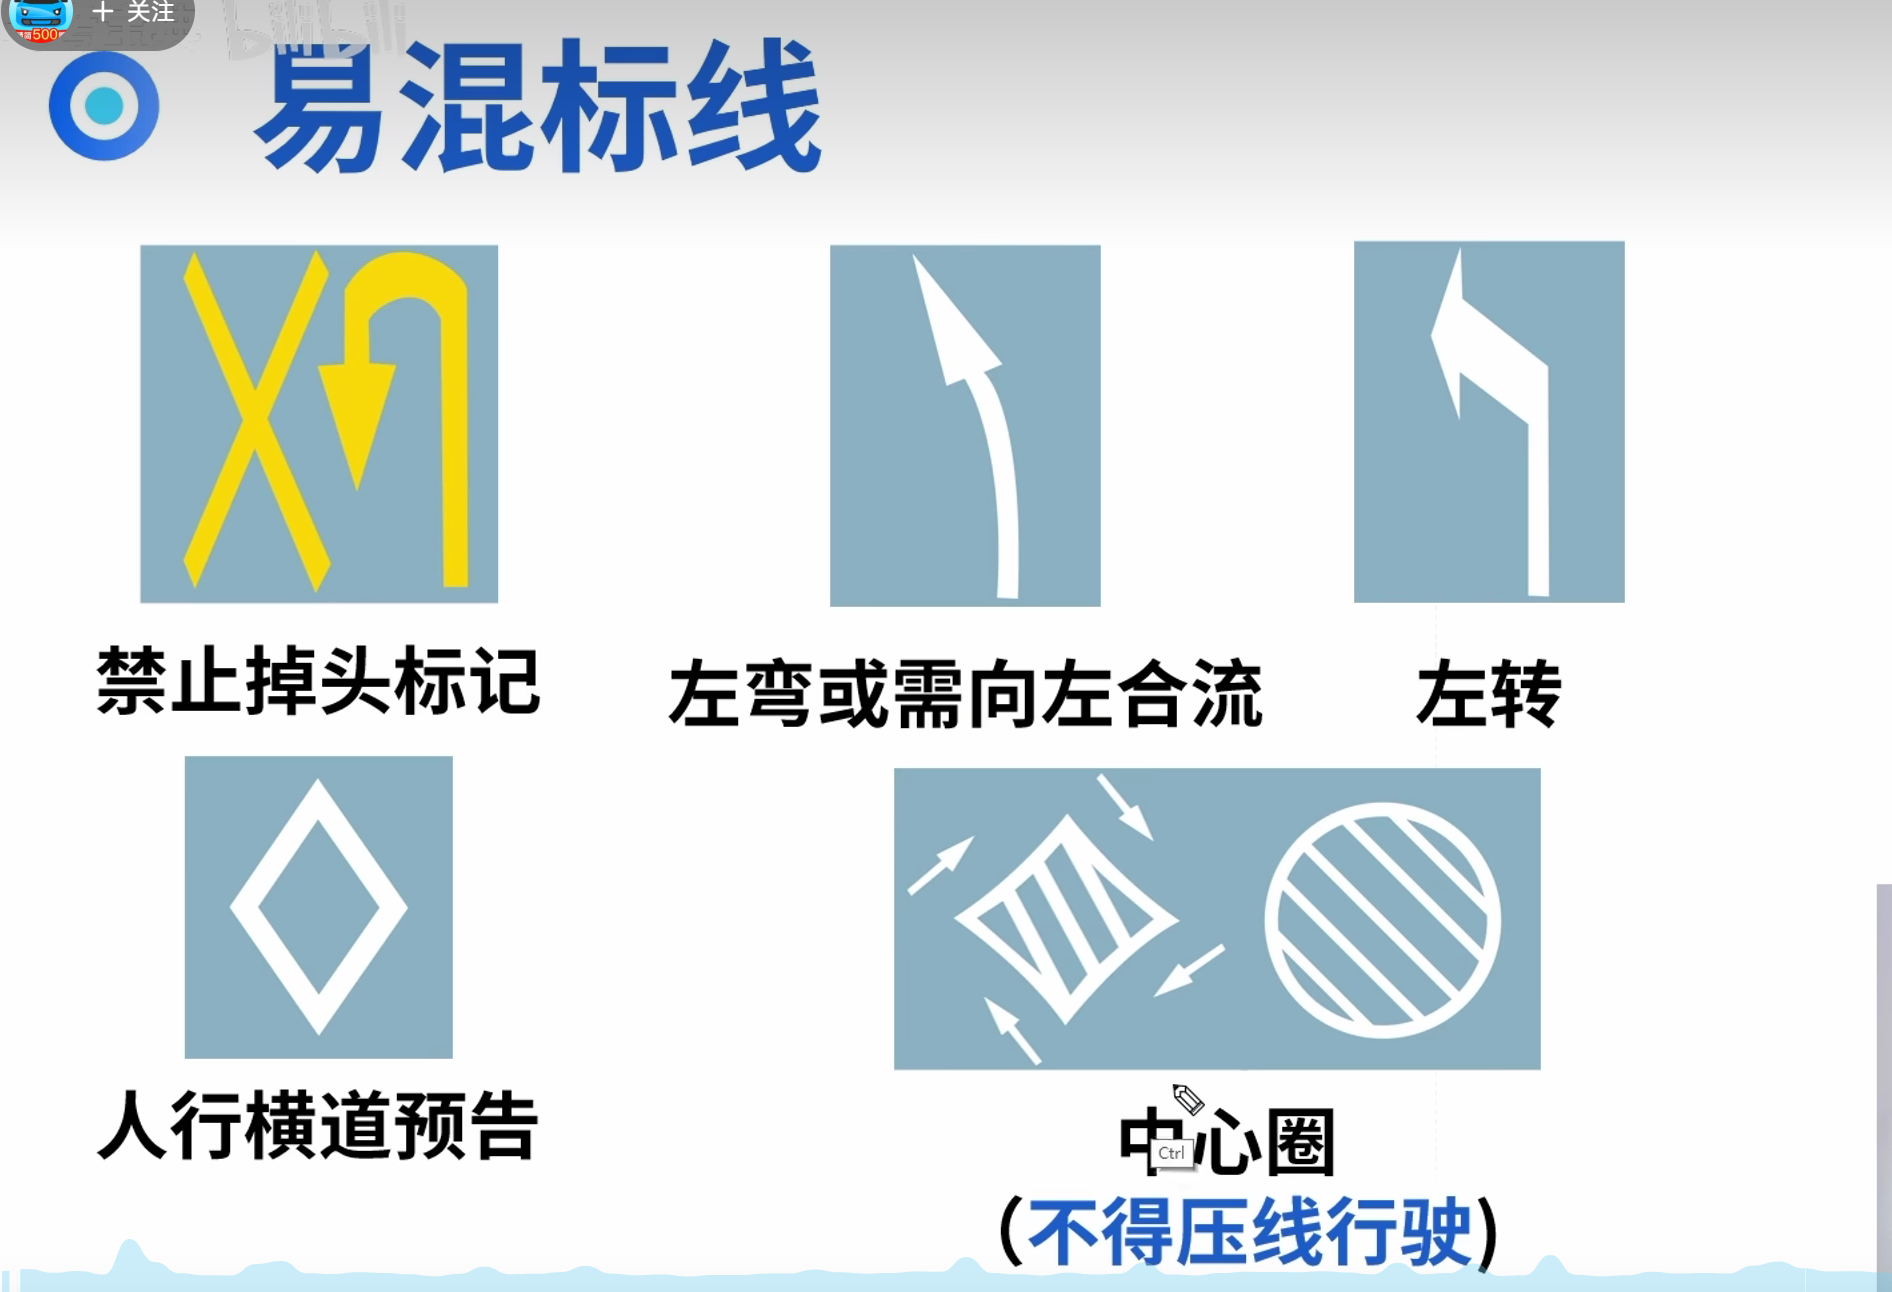 + 关注
500
bilibili
易混标线
禁止掉头标记
左弯或需向左合流
左转
人行横道预告
中心圈
Ctrl
(不得压线行驶)